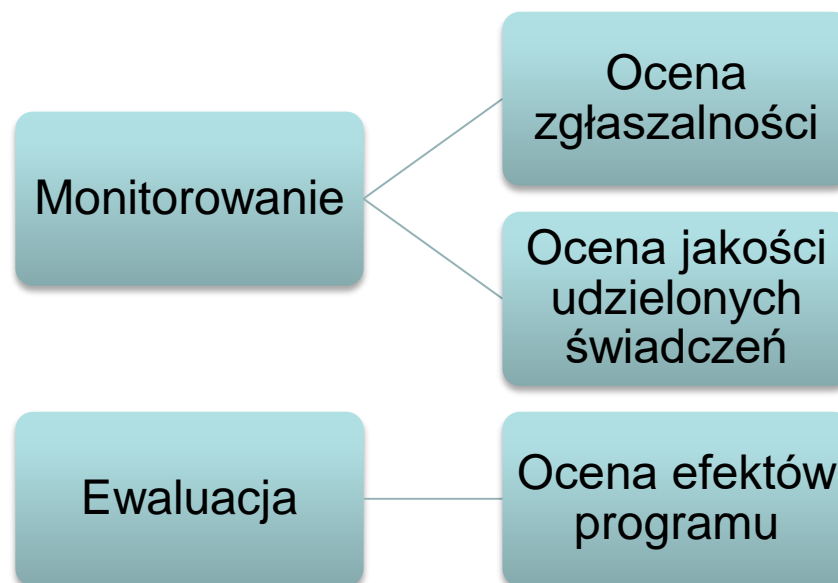 Monitorowanie
Ocena
zgłaszalności
Ocena jakości
udzielonych
świadczeń
Ewaluacja
Ocena efektów
programu